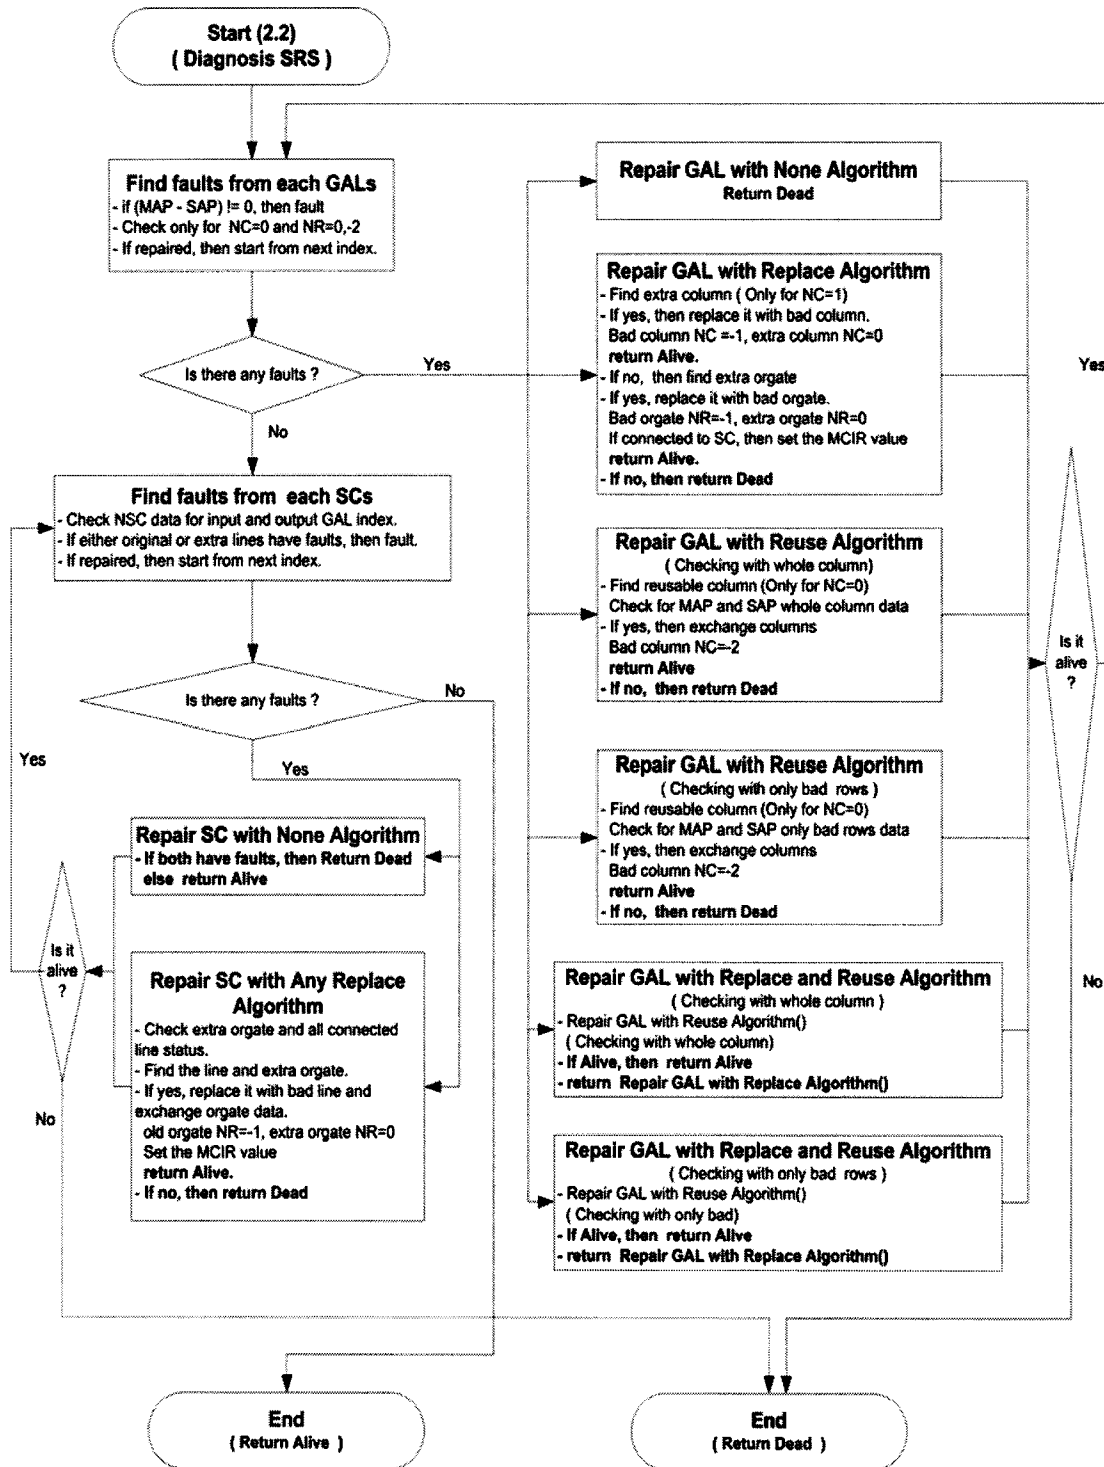 Start (2.2)
( Diagnosis SRS )
Find faults from each GALs
- if (MAP - SAP) != 0, then fault
- Check only for NC=0 and NR=0,-2
- If repaired, then start from next index.
Is there any faults ?
Yes
No
Find faults from each SCs
- Check NSC data for input and output GAL index.
- If either original or extra lines have faults, then fault.
- If repaired, then start from next index.
Is there any faults ?
No
Yes
Yes
Repair SC with None Algorithm
- If both have faults, then Return Dead
else return Alive
Is it
alive
?
Repair SC with Any Replace
Algorithm
- Check extra orgate and all connected
line status.
- Find the line and extra orgate.
- If yes, replace it with bad line and
exchange orgate data.
old orgate NR=-1, extra orgate NR=0
Set the MCIR value
return Alive.
- If no, then return Dead
No
Repair GAL with None Algorithm
Return Dead
Repair GAL with Replace Algorithm
- Find extra column ( Only for NC=1)
- If yes, then replace it with bad column.
Bad column NC =-1, extra column NC=0
return Alive.
- If no, then find extra orgate
- If yes, replace it with bad orgate.
Bad orgate NR=-1, extra orgate NR=0
If connected to SC, then set the MCIR value
return Alive.
- If no, then return Dead
Repair GAL with Reuse Algorithm
( Checking with whole column)
- Find reusable column (Only for NC=0)
Check for MAP and SAP whole column data
- If yes, then exchange columns
Bad column NC=-2
return Alive
- If no, then return Dead
Repair GAL with Reuse Algorithm
( Checking with only bad rows )
- Find reusable column (Only for NC=0)
Check for MAP and SAP only bad rows data
- If yes, then exchange columns
Bad column NC=-2
return Alive
- If no, then return Dead
Repair GAL with Replace and Reuse Algorithm
( Checking with whole column )
- Repair GAL with Reuse Algorithm()
( Checking with whole column)
- If Alive, then return Alive
- return Repair GAL with Replace Algorithm()
Repair GAL with Replace and Reuse Algorithm
( Checking with only bad rows )
- Repair GAL with Reuse Algorithm()
( Checking with only bad)
- If Alive, then return Alive
- return Repair GAL with Replace Algorithm()
Yes
Is it
alive
?
No
End
( Return Alive )
End
( Return Dead )